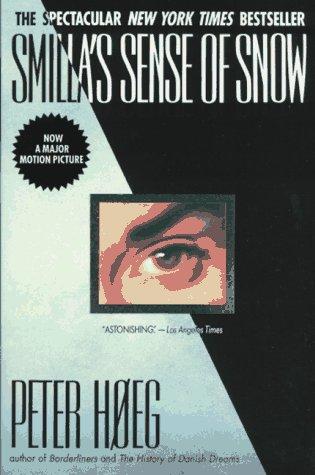 THE SPECTACULAR NEW YORK TIMES BESTSELLER
SMILLA'S SENSE OF SNOW
NOW
A MAJOR
MOTION PICTURE
"ASTONISHING." — Los Angeles Times
PETER HØEG
author of Borderliners and The History of Danish Dreams